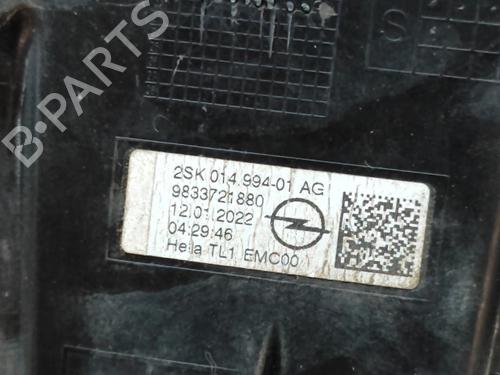 B-PARTS
S
2SK 014.994-01 AG
9833721880
12.01.2022
04:29:46
Hella TL1 EMC00